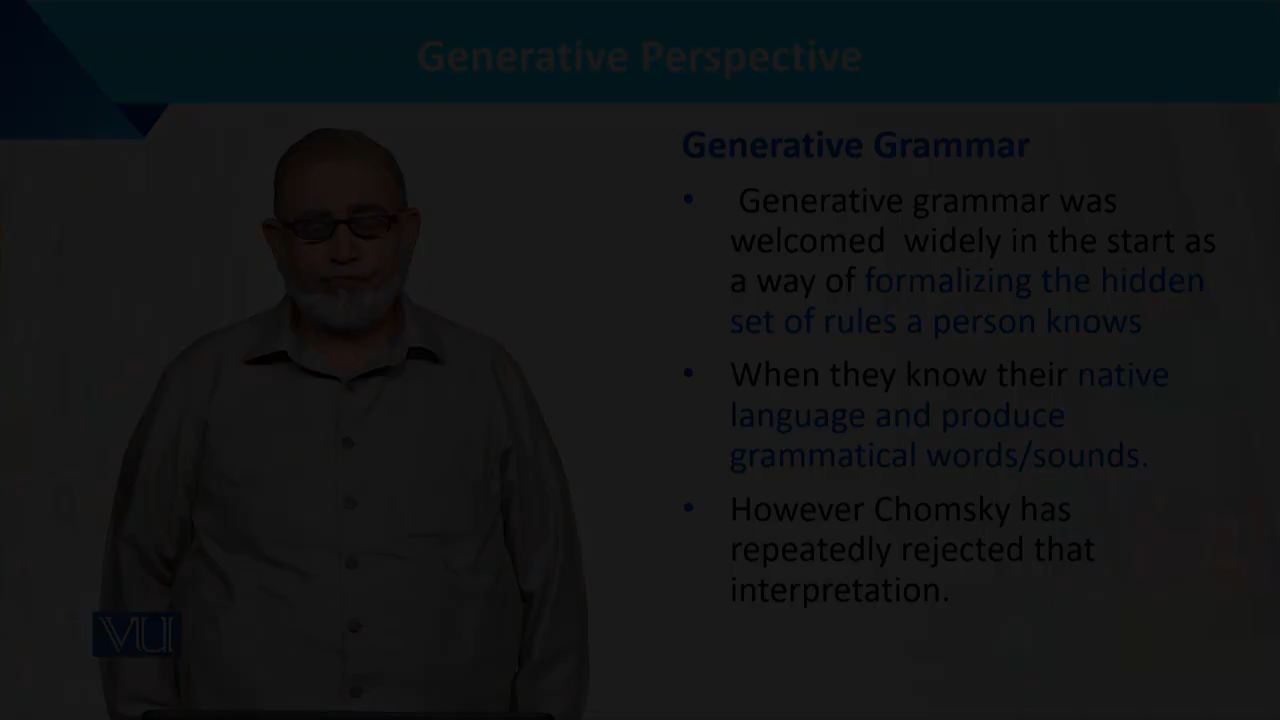 Generative Perspective
Generative Grammar
• Generative grammar was
welcomed widely in the start as
a way of formalizing the hidden
set of rules a person knows
• When they know their native
language and produce
grammatical words/sounds.
• However Chomsky has
repeatedly rejected that
interpretation.
VU